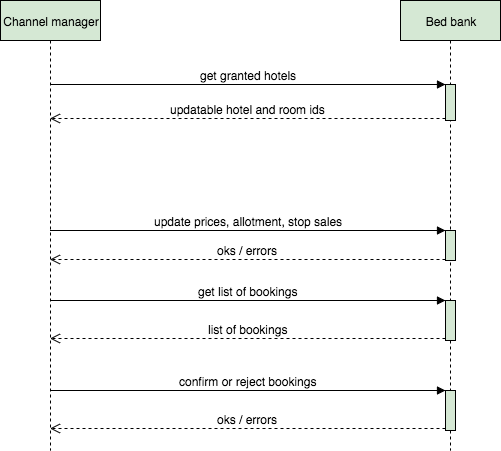 Channel manager
Bed bank
get granted hotels
updatable hotel and room ids
update prices, allotment, stop sales
oks / errors
get list of bookings
list of bookings
confirm or reject bookings
oks / errors